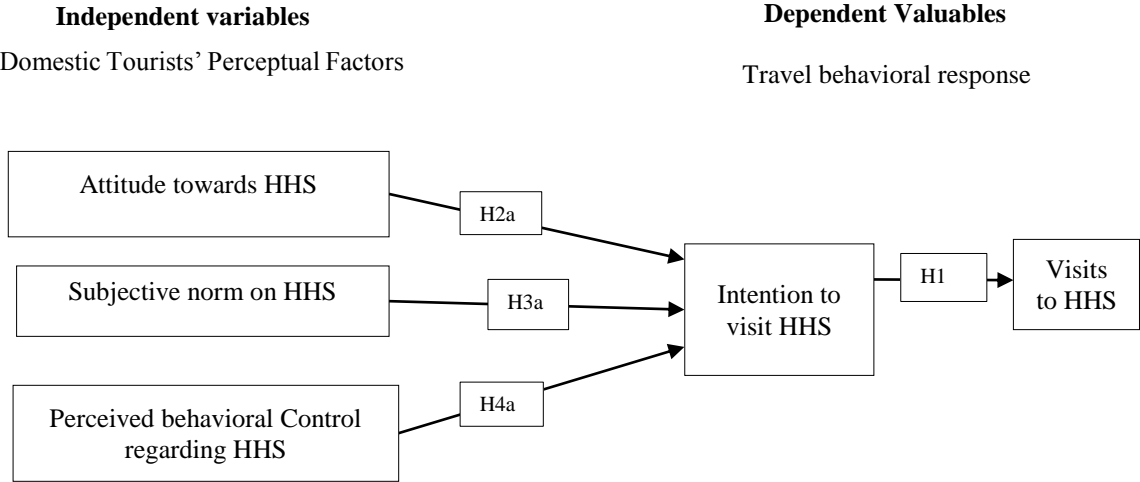 Independent variables
Domestic Tourists’ Perceptual Factors
Dependent Valuables
Travel behavioral response
Attitude towards HHS
H2a
Subjective norm on HHS
H3a
Perceived behavioral Control
regarding HHS
H4a
Intention to
visit HHS
H1
Visits
to HHS